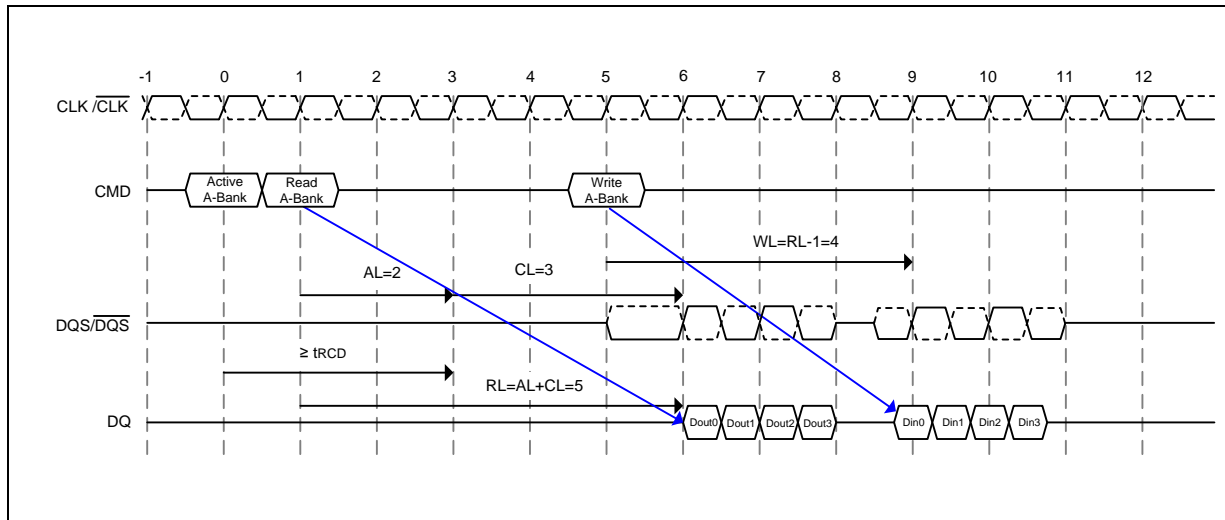 -1 0 1 2 3 4 5 6 7 8 9 10 11 12
CLK /CLK
CMD
Active
A-Bank
Read
A-Bank
Write
A-Bank
WL=RL-1=4
AL=2
CL=3
DQS/DQS
≥ tRCD
RL=AL+CL=5
DQ
Dout0 Dout1 Dout2 Dout3 Din0 Din1 Din2 Din3